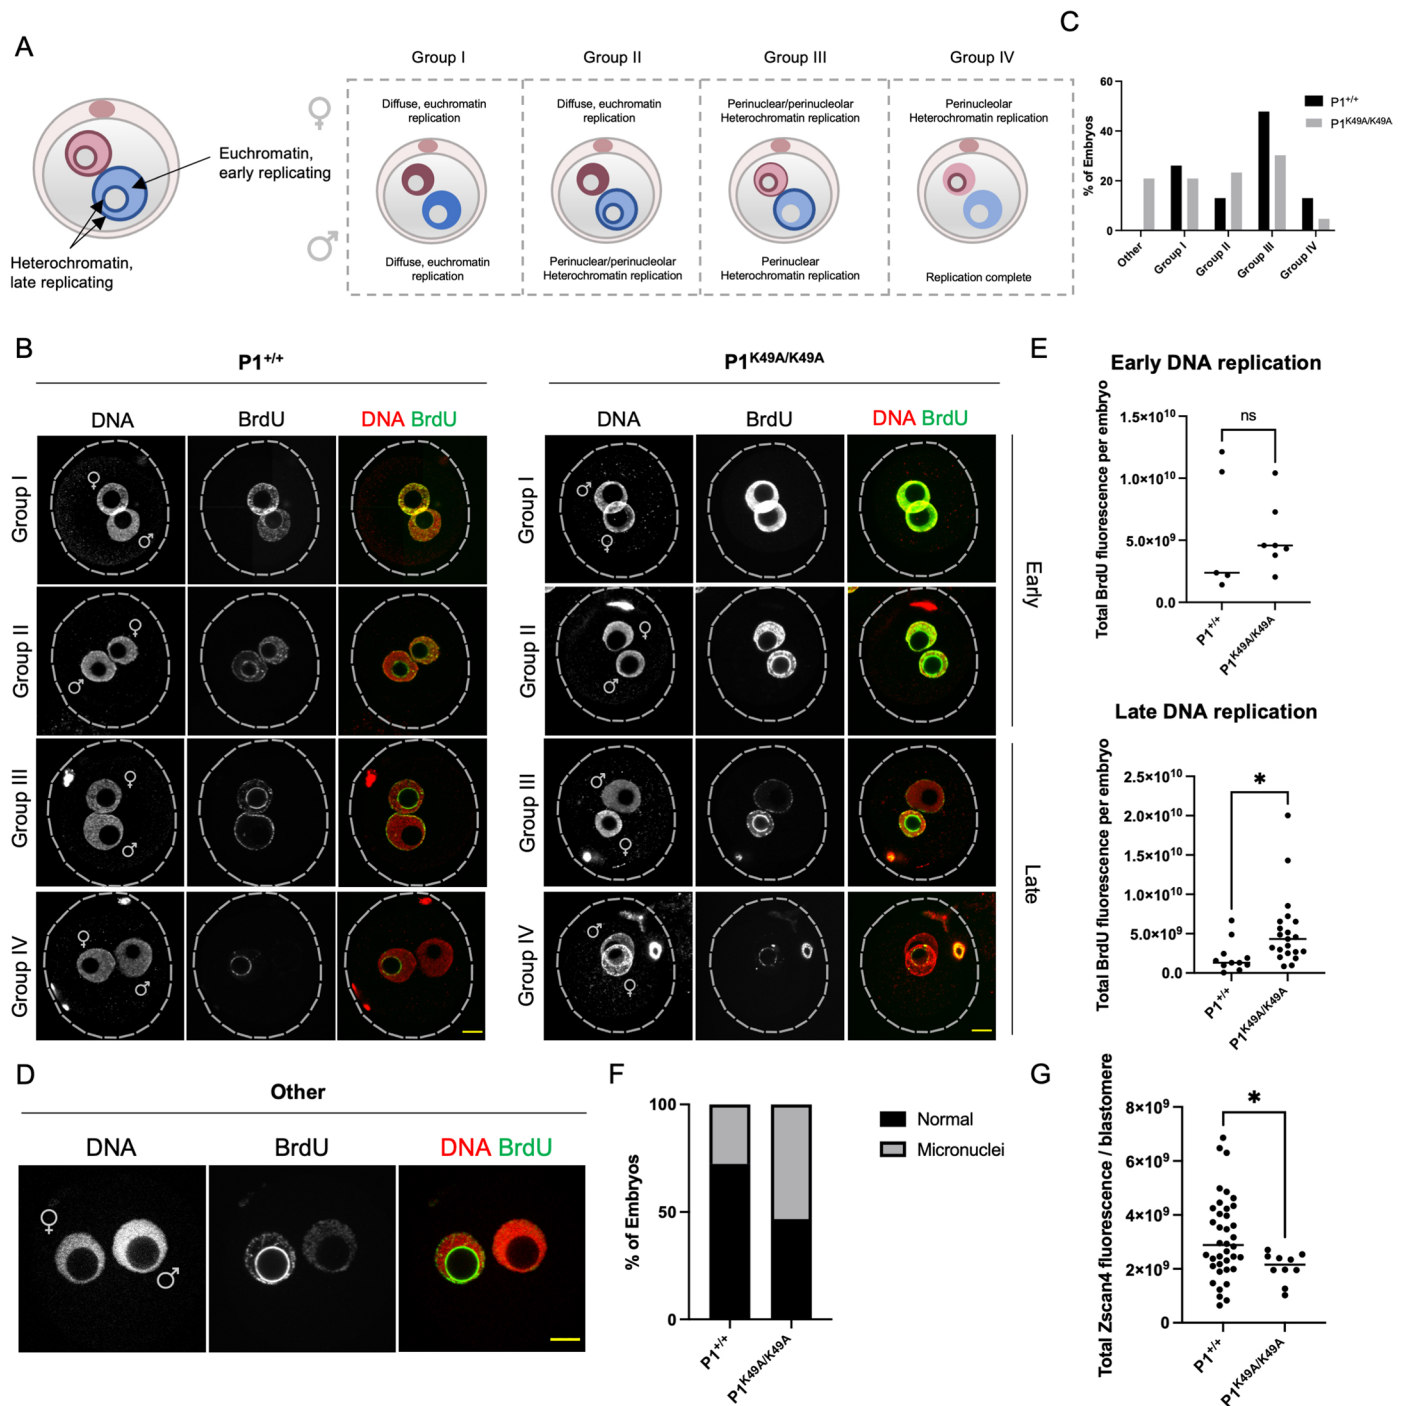 A
Group I
Group II
Group III
Group IV
♀
♂
Diffuse, euchromatin
replication
Diffuse, euchromatin
replication
Perinuclear/perinucleolar
Heterochromatin replication
Perinucleolar
Heterochromatin replication
Euchromatin,
early replicating
Heterochromatin,
late replicating
Diffuse, euchromatin
replication
Perinuclear/perinucleolar
Heterochromatin replication
Perinuclear
Heterochromatin replication
Replication complete
C
% of Embryos
60
40
20
0
Other
Group I
Group II
Group III
Group IV
P1+/+
P1K49A/K49A
B
P1+/+
P1K49A/K49A
DNA
BrdU
DNA BrdU
DNA
BrdU
DNA BrdU
Group I
♀
♂
Group I
♂
♀
Early
Group II
♀
♂
Group II
♀
♂
Group III
♀
♂
Group III
♂
♀
Late
Group IV
♀
♂
Group IV
♂
♀
D
Other
DNA
BrdU
DNA BrdU
♀
♂
E
Early DNA replication
Total BrdU fluorescence per embryo
1.5×1010
1.0×1010
5.0×109
0.0
ns
P1+/+
P1K49A/K49A
Late DNA replication
Total BrdU fluorescence per embryo
2.5×1010
2.0×1010
1.5×1010
1.0×1010
5.0×109
0.0
*
P1+/+
P1K49A/K49A
F
% of Embryos
100
50
0
P1+/+
P1K49A/K49A
Normal
Micronuclei
G
Total Zscan4 fluorescence / blastomere
8×109
6×109
4×109
2×109
0
*
P1+/+
P1K49A/K49A